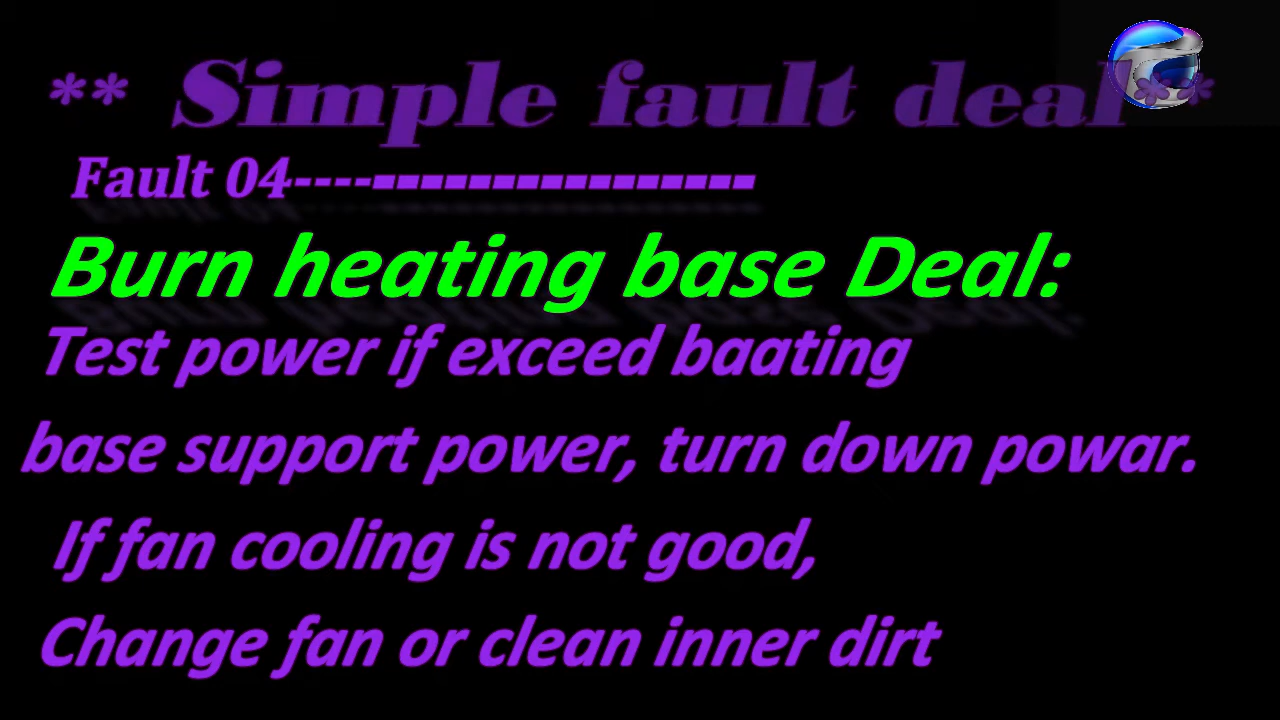 ** Simple fault deal **
Fault 04--------------------
Burn heating base Deal:
Test power if exceed baating
base support power, turn down powar.
If fan cooling is not good,
Change fan or clean inner dirt